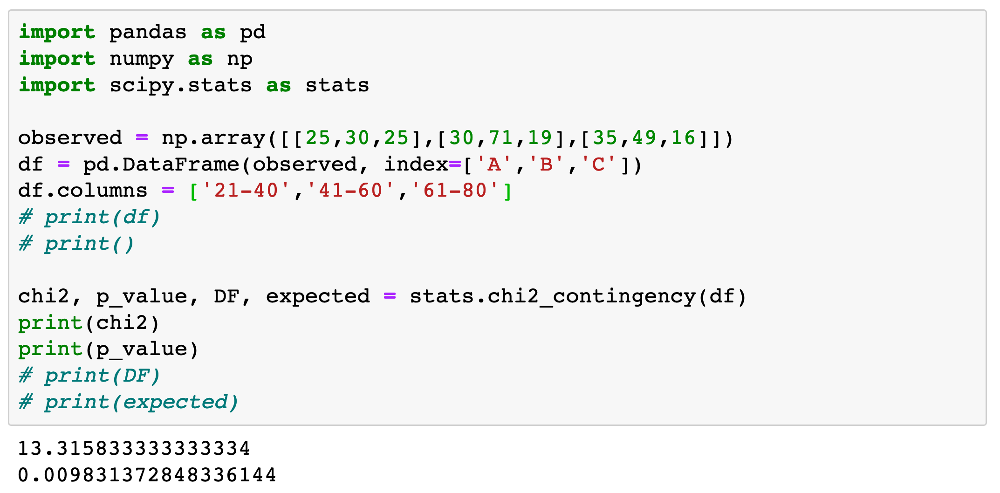 import pandas as pd
import numpy as np
import scipy.stats as stats
observed = np.array([[25,30,25],[30,71,19],[35,49,16]])
df = pd.DataFrame(observed, index=['A','B','C'])
df.columns = ['21-40','41-60','61-80']
# print(df)
# print()
chi2, p_value, DF, expected = stats.chi2_contingency(df)
print(chi2)
print(p_value)
# print(DF)
# print(expected)
13.315833333333334
0.009831372848336144